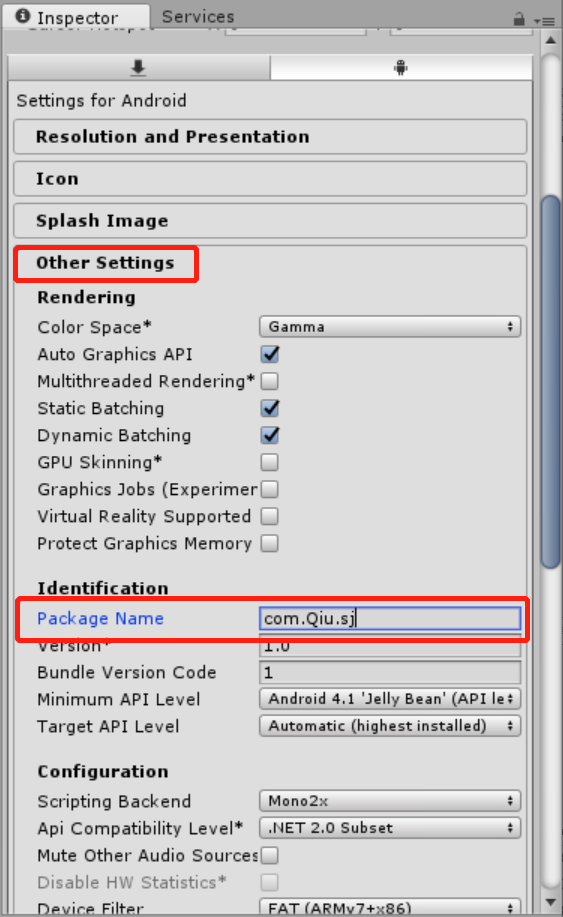 Inspector
Services
Settings for Android
Resolution and Presentation
Icon
Splash Image
Other Settings
Rendering
Color Space* Gamma
Auto Graphics API
Multithreaded Rendering*
Static Batching
Dynamic Batching
GPU Skinning*
Graphics Jobs (Experimer
Virtual Reality Supported
Protect Graphics Memory
Identification
Package Name com.Qiu.sj
Version* 1.0
Bundle Version Code 1
Minimum API Level Android 4.1 'Jelly Bean' (API le
Target API Level Automatic (highest installed)
Configuration
Scripting Backend Mono2x
Api Compatibility Level* .NET 2.0 Subset
Mute Other Audio Sources
Disable HW Statistics*
Device Filter FAT (ARMv7+x86)